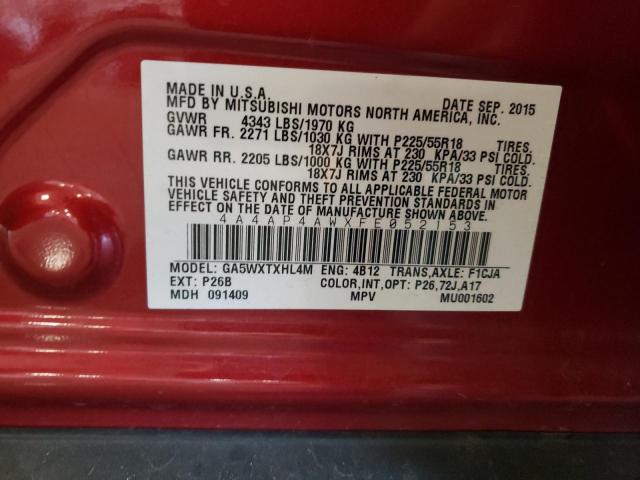 MADE IN U.S.A. DATE SEP. 2015
MFD BY MITSUBISHI MOTORS NORTH AMERICA, INC.
GVWR 4343 LBS/1970 KG
GAWR FR. 2271 LBS/1030 KG WITH P225/55R18 TIRES.
18X7J RIMS AT 230 KPA/33 PSI COLD.
GAWR RR. 2205 LBS/1000 KG WITH P225/55R18 TIRES.
18X7J RIMS AT 230 KPA/33 PSI COLD.
THIS VEHICLE CONFORMS TO ALL APPLICABLE FEDERAL MOTOR
VEHICLE SAFETY AND THEFT PREVENTION STANDARDS IN
EFFECT ON THE DATE OF MANUFACTURE SHOWN ABOVE.
4A4AP4AWXFE052153
MODEL: GA5WXTXHL4M ENG: 4B12 TRANS,AXLE: F1CJA
EXT: P26B COLOR,INT,OPT: P26,72J,A17
MDH 091409 MPV MU001602